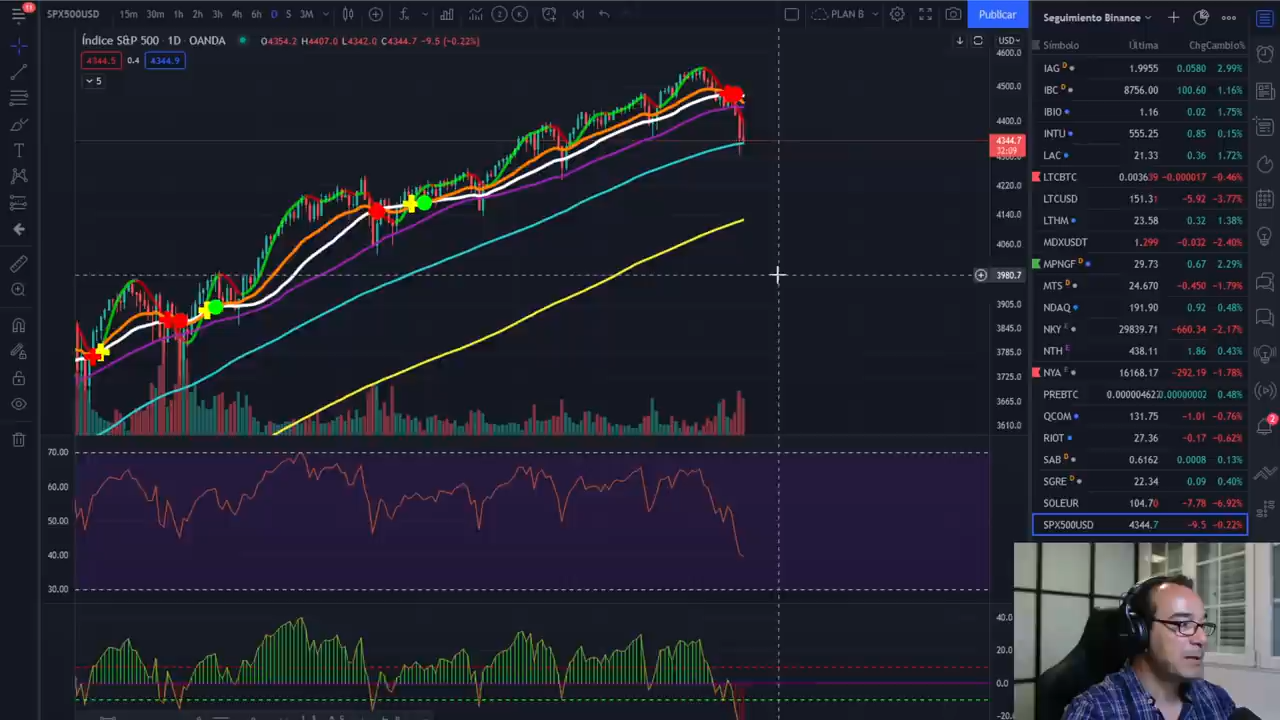 11
SPX500USD 15m 30m 1h 2h 3h 4h 6h D S 3M 2 K PLAN B Publicar
Índice S&P 500 · 1D · OANDA O4354.2 H4407.0 L4342.0 C4344.7 -9.5 (-0.22%)
4344.5 0.4 4344.9
5
USD
4600.0
4500.0
4400.0
4344.7
32:09
4220.0
4140.0
4060.0
3980.7
3905.0
3845.0
3785.0
3725.0
3665.0
3610.0
70.00
60.00
50.00
40.00
30.00
40.0
20.0
0.0
-20.0
Seguimiento Binance
Símbolo Última Chg Cambio%
IAG D 1.9955 0.0580 2.99%
IBC D 8756.00 100.60 1.16%
IBIO 1.16 0.02 1.75%
INTU 555.25 0.85 0.15%
LAC 21.33 0.36 1.72%
LTCBTC 0.003639 -0.000017 -0.46%
LTCUSD 151.31 -5.92 -3.77%
LTHM 23.58 0.32 1.38%
MDXUSDT 1.299 -0.032 -2.40%
MPNGF D 29.73 0.67 2.29%
MTS D 24.670 -0.450 -1.79%
NDAQ 191.90 0.92 0.48%
NKY E 29839.71 -660.34 -2.17%
NTH E 438.11 1.86 0.43%
NYA E 16168.17 -292.19 -1.78%
PREBTC 0.00000462 0.00000002 0.48%
QCOM 131.75 -1.01 -0.76%
RIOT 27.36 -0.17 -0.62%
SAB D 0.6162 0.0008 0.13%
SGRE D 22.34 0.09 0.40%
SOLEUR 104.70 -7.78 -6.92%
SPX500USD 4344.7 -9.5 -0.22%
2